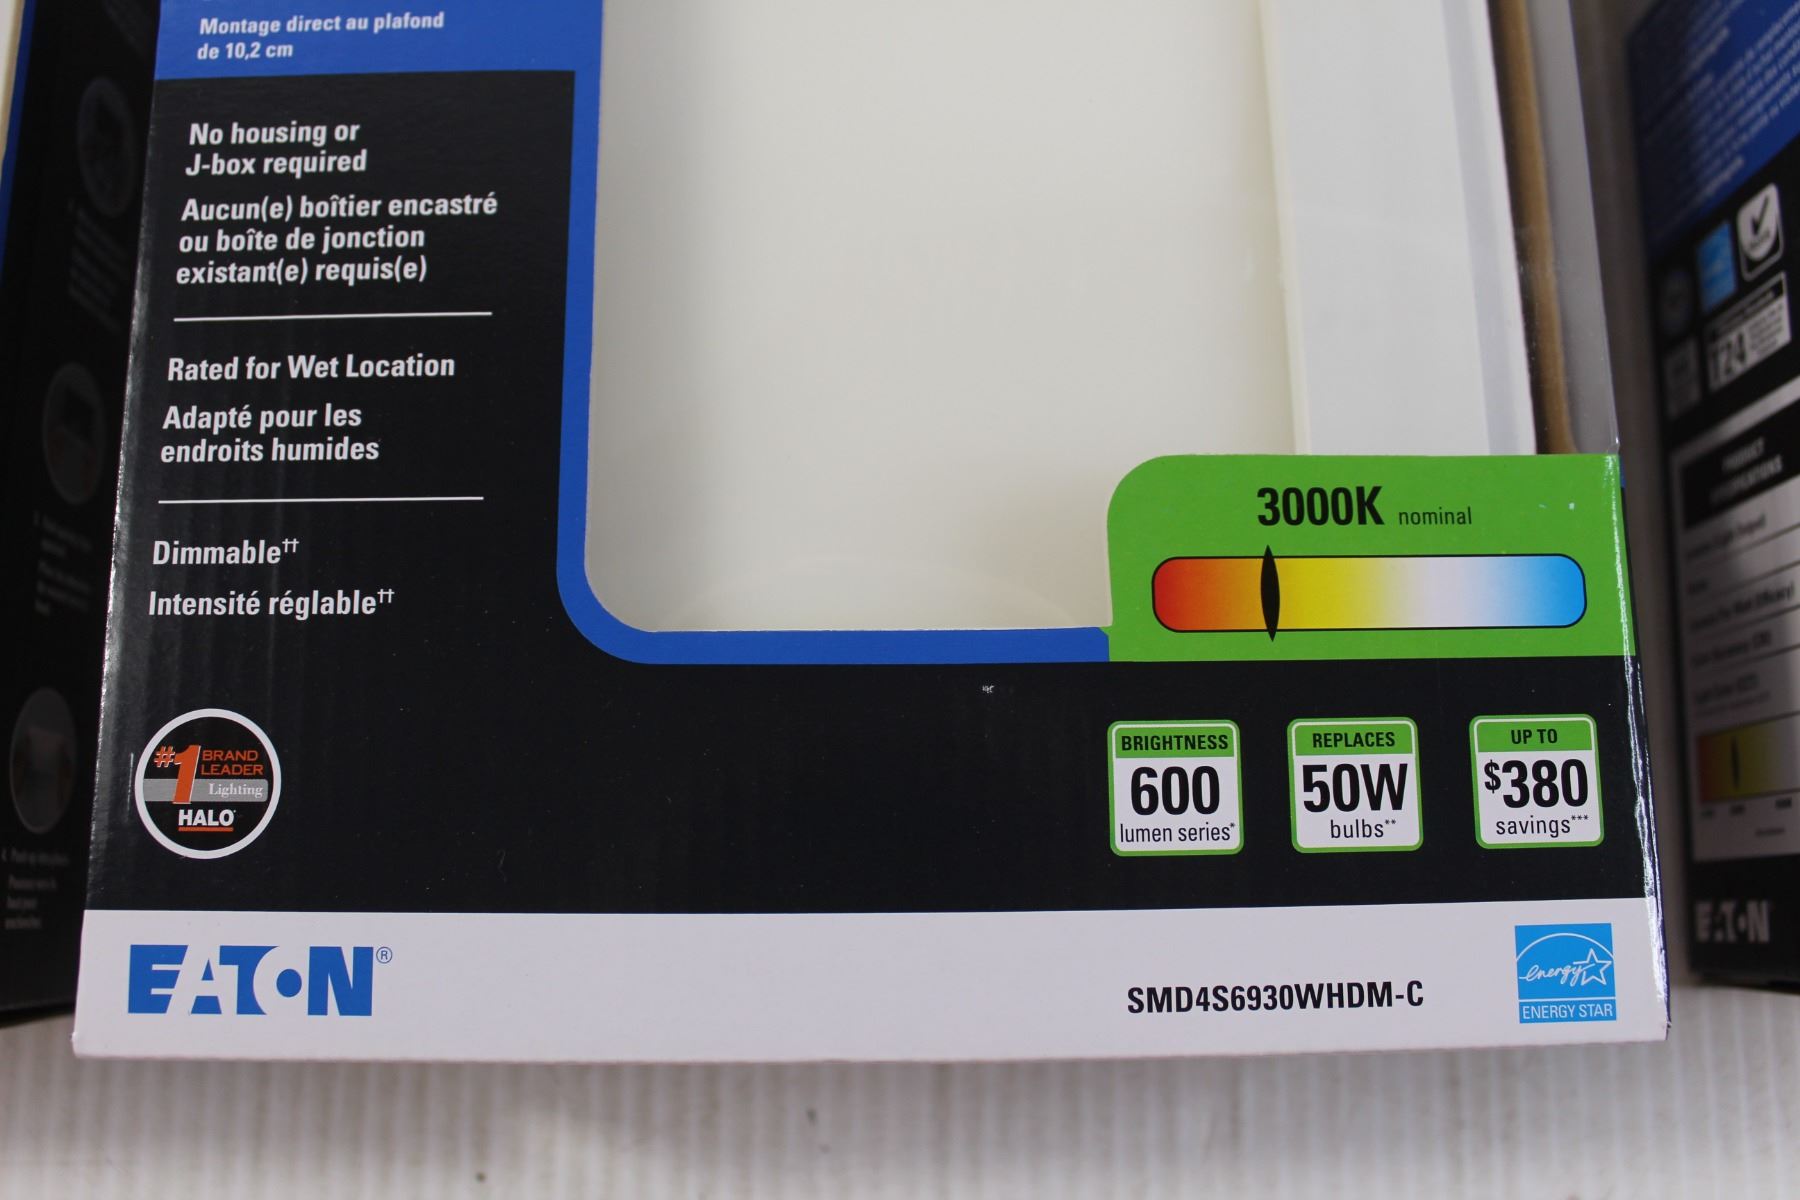 Montage direct au plafond
de 10,2 cm
No housing or
J-box required
Aucun(e) boîtier encastré
ou boîte de jonction
existant(e) requis(e)
Rated for Wet Location
Adapté pour les
endroits humides
Dimmable††
Intensité réglable††
3000K nominal
#1 BRAND
LEADER
Lighting
HALO
BRIGHTNESS
600
lumen series*
REPLACES
50W
bulbs**
UP TO
$380
savings***
EATON®
SMD4S6930WHDM-C
energy
ENERGY STAR
T24
EATON